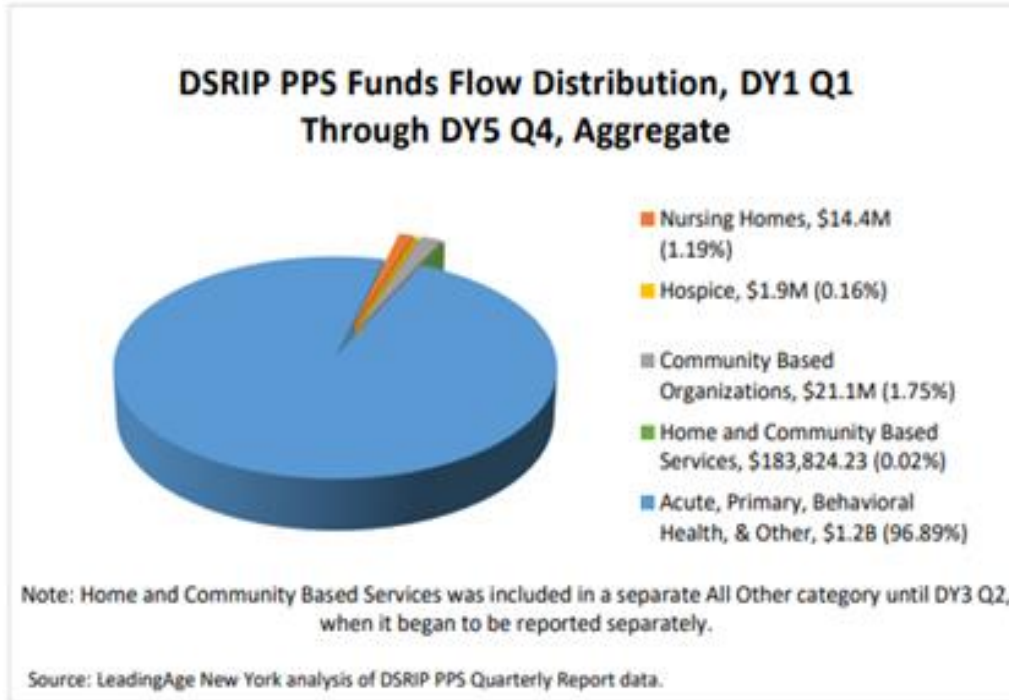 DSRIP PPS Funds Flow Distribution, DY1 Q1
Through DY5 Q4, Aggregate
Nursing Homes, $14.4M
(1.19%)
Hospice, $1.9M (0.16%)
Community Based
Organizations, $21.1M (1.75%)
Home and Community Based
Services, $183,824.23 (0.02%)
Acute, Primary, Behavioral
Health, & Other, $1.2B (96.89%)
Note: Home and Community Based Services was included in a separate All Other category until DY3 Q2,
when it began to be reported separately.
Source: LeadingAge New York analysis of DSRIP PPS Quarterly Report data.